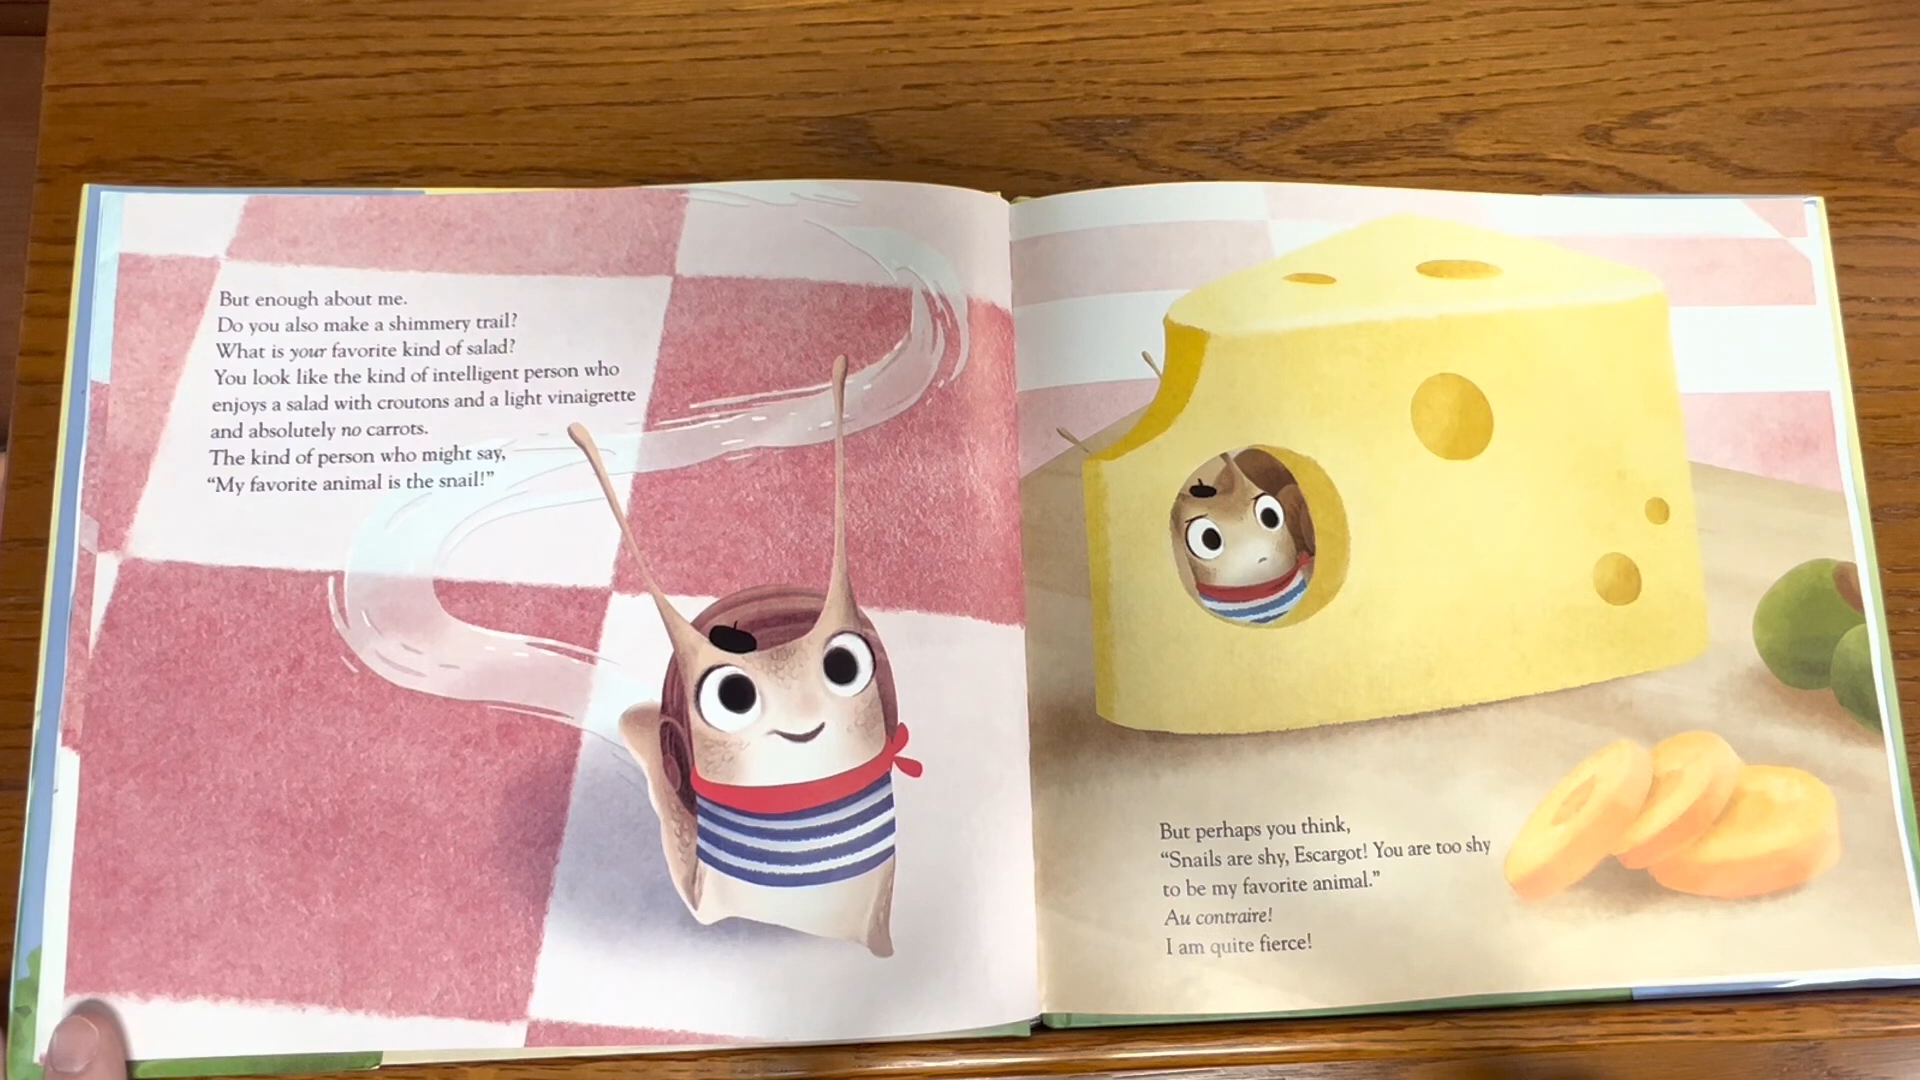 But enough about me.
Do you also make a shimmery trail?
What is your favorite kind of salad?
You look like the kind of intelligent person who
enjoys a salad with croutons and a light vinaigrette
and absolutely no carrots.
The kind of person who might say,
“My favorite animal is the snail!”
But perhaps you think,
“Snails are shy, Escargot! You are too shy
to be my favorite animal.”
Au contraire!
I am quite fierce!